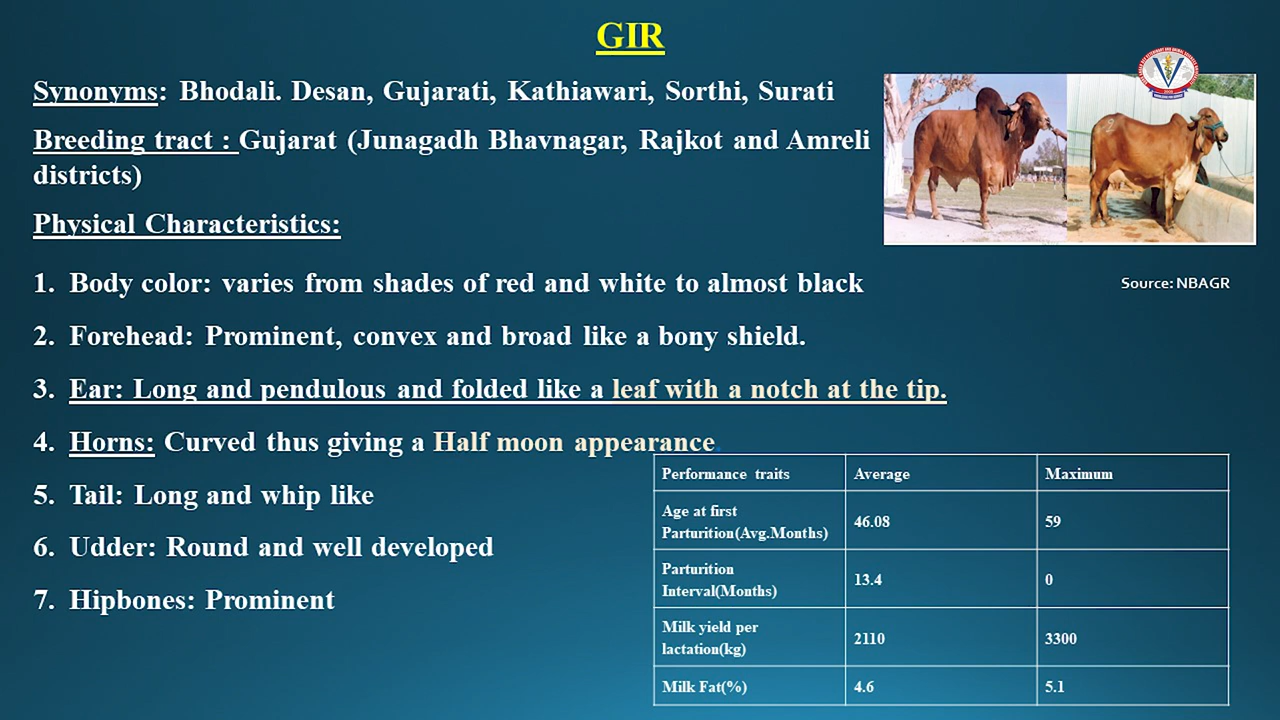 GIR
Synonyms: Bhodali. Desan, Gujarati, Kathiawari, Sorthi, Surati
Breeding tract : Gujarat (Junagadh Bhavnagar, Rajkot and Amreli
districts)
Physical Characteristics:
Source: NBAGR
1. Body color: varies from shades of red and white to almost black
2. Forehead: Prominent, convex and broad like a bony shield.
3. Ear: Long and pendulous and folded like a leaf with a notch at the tip.
4. Horns: Curved thus giving a Half moon appearance.
5. Tail: Long and whip like
6. Udder: Round and well developed
7. Hipbones: Prominent
Performance traits Average Maximum
Age at first
Parturition(Avg.Months) 46.08 59
Parturition
Interval(Months) 13.4 0
Milk yield per
lactation(kg) 2110 3300
Milk Fat(%) 4.6 5.1